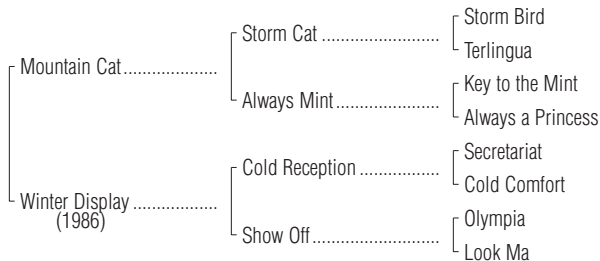 Storm Bird
Storm Cat ........................
Terlingua
Mountain Cat...................
Key to the Mint
Always Mint.....................
Always a Princess
Secretariat
Cold Reception ................
Cold Comfort
Winter Display .................
(1986)
Olympia
Show Off..........................
Look Ma